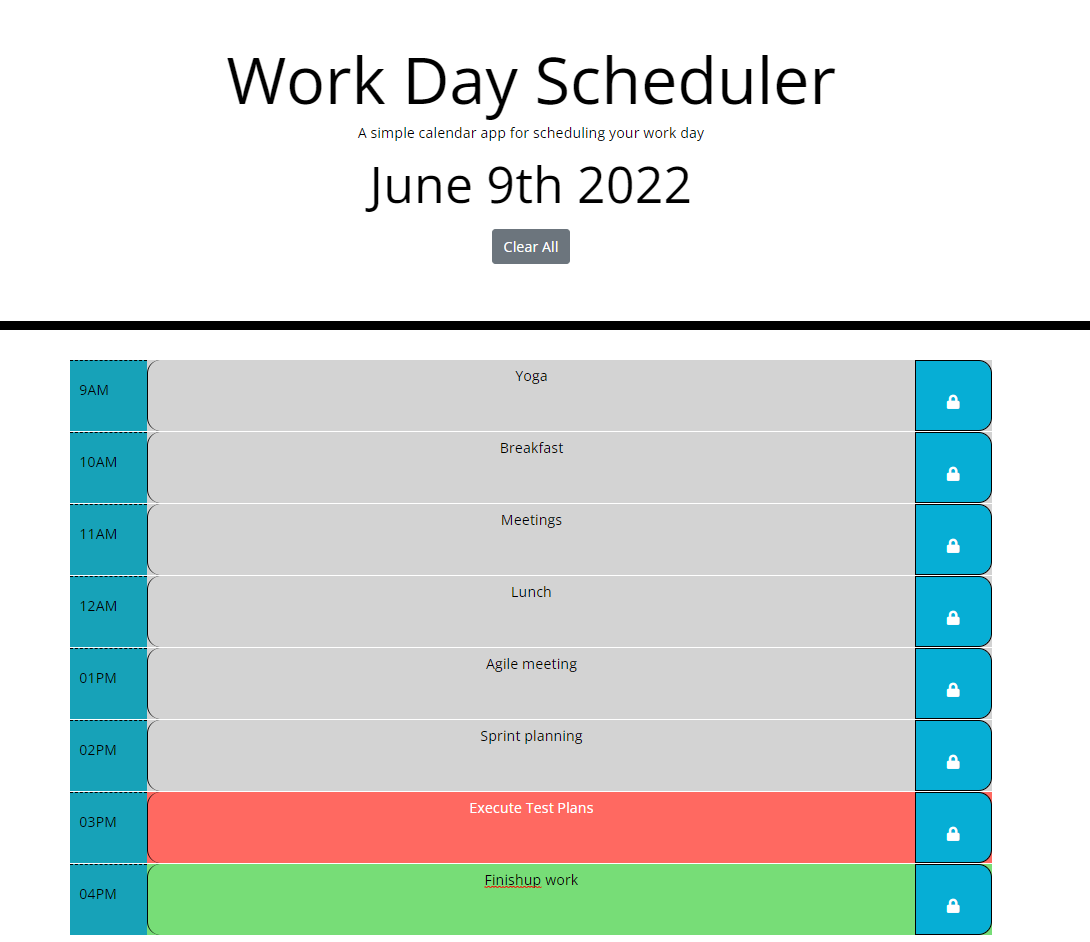 Work Day Scheduler
A simple calendar app for scheduling your work day
June 9th 2022
Clear All
9AM Yoga
10AM Breakfast
11AM Meetings
12AM Lunch
01PM Agile meeting
02PM Sprint planning
03PM Execute Test Plans
04PM Finishup work